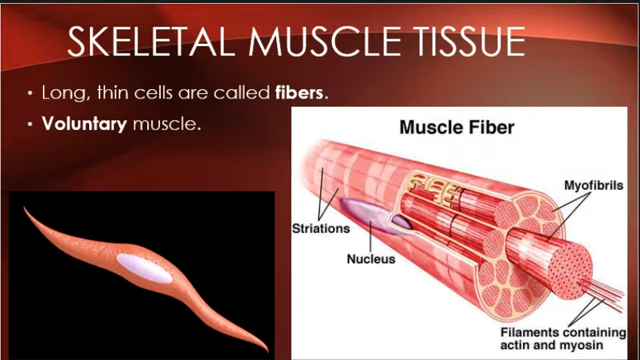 SKELETAL MUSCLE TISSUE
• Long, thin cells are called fibers.
• Voluntary muscle.
Muscle Fiber
Myofibrils
Striations
Nucleus
Filaments containing
actin and myosin